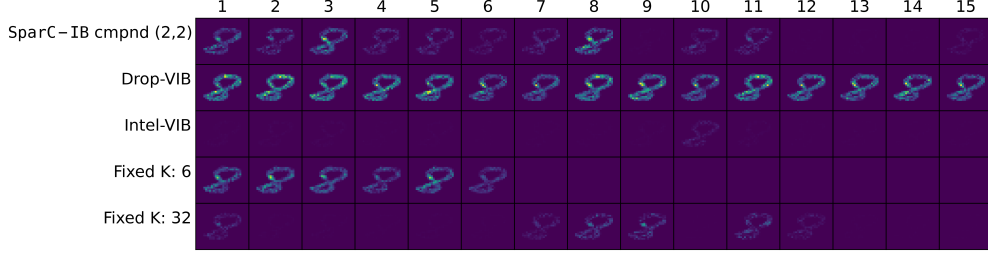 1 2 3 4 5 6 7 8 9 10 11 12 13 14 15
SparC-IB cmpnd (2,2)
Drop-VIB
Intel-VIB
Fixed K: 6
Fixed K: 32